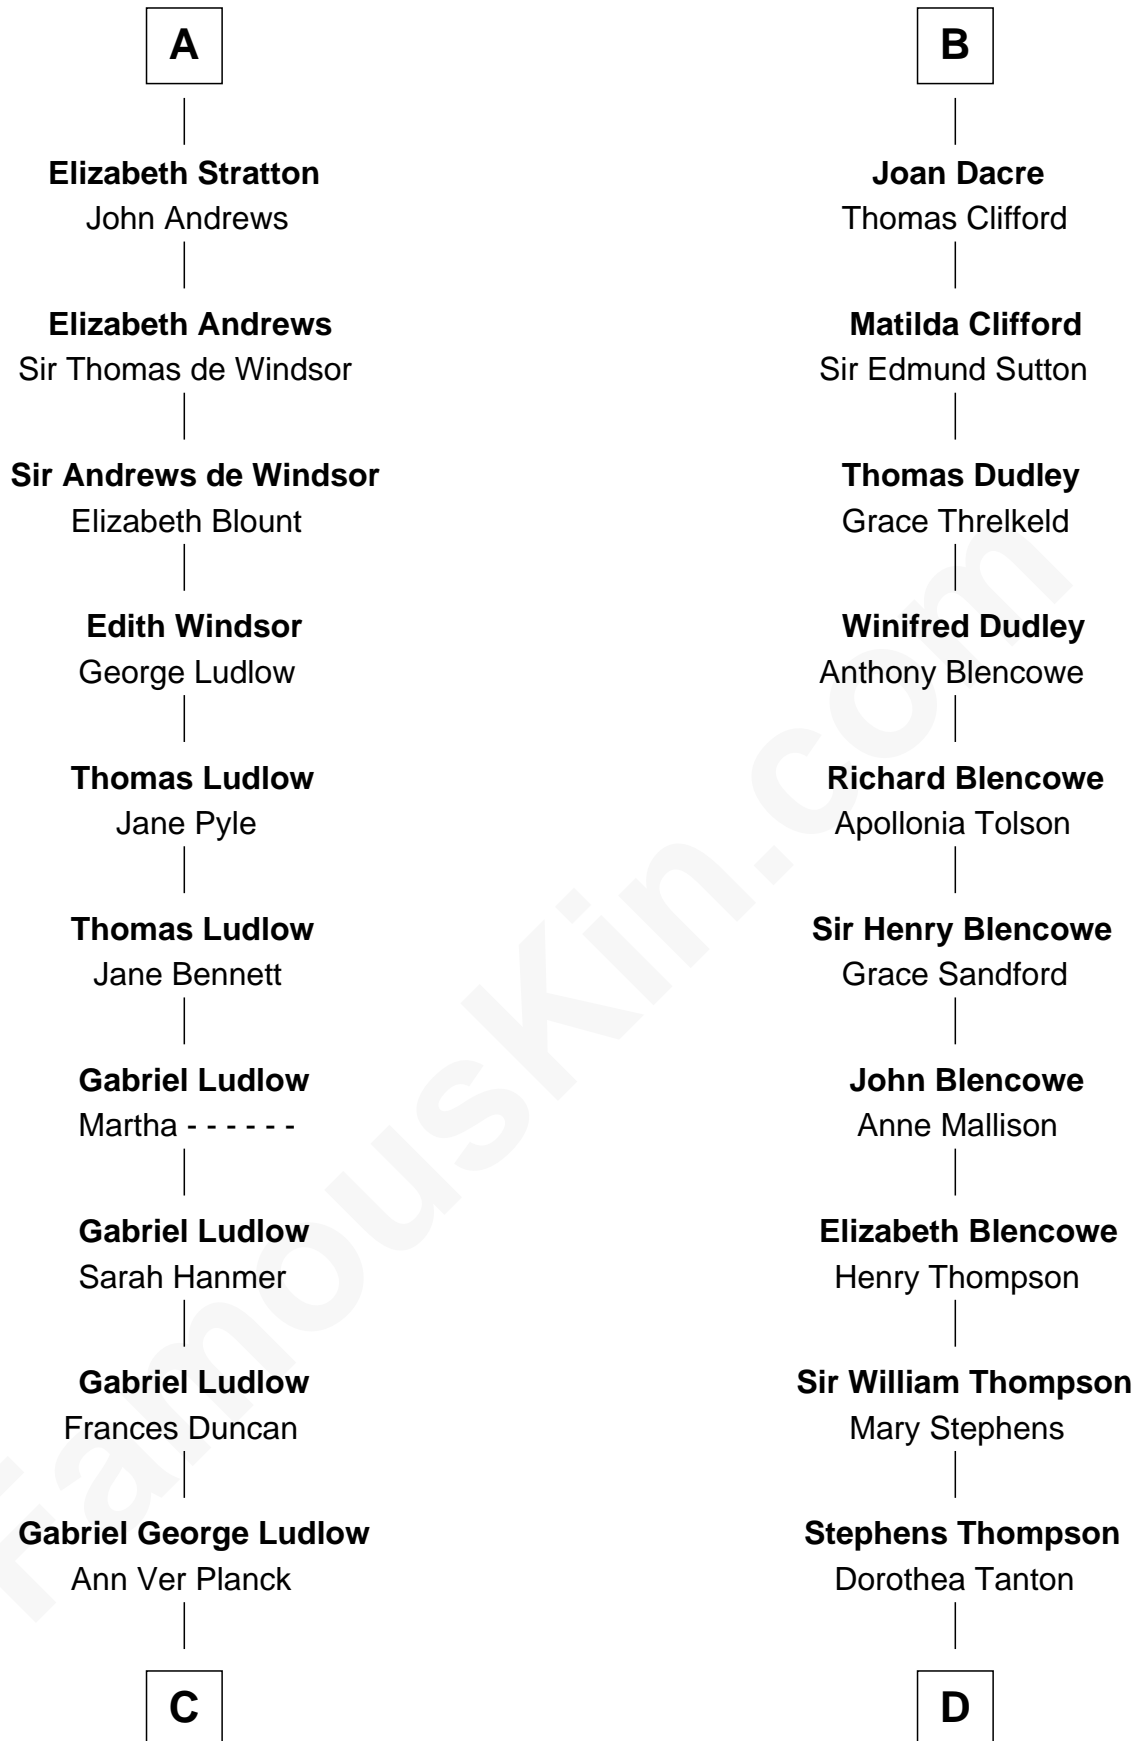 A
Elizabeth Stratton
John Andrews
Elizabeth Andrews
Sir Thomas de Windsor
Sir Andrews de Windsor
Elizabeth Blount
Edith Windsor
George Ludlow
Thomas Ludlow
Jane Pyle
Thomas Ludlow
Jane Bennett
Gabriel Ludlow
Martha - - - - - -
Gabriel Ludlow
Sarah Hanmer
Gabriel Ludlow
Frances Duncan
Gabriel George Ludlow
Ann Ver Planck
C
B
Joan Dacre
Thomas Clifford
Matilda Clifford
Sir Edmund Sutton
Thomas Dudley
Grace Threlkeld
Winifred Dudley
Anthony Blencowe
Richard Blencowe
Apollonia Tolson
Sir Henry Blencowe
Grace Sandford
John Blencowe
Anne Mallison
Elizabeth Blencowe
Henry Thompson
Sir William Thompson
Mary Stephens
Stephens Thompson
Dorothea Tanton
D
FamousKin.com